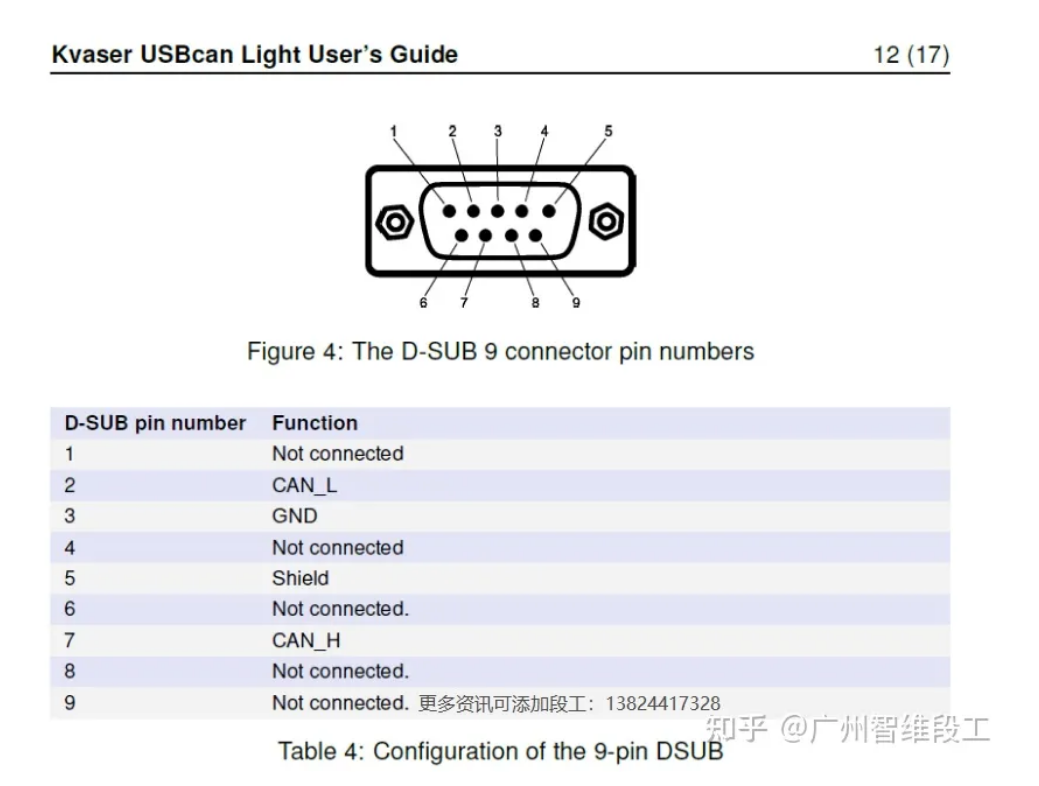 Kvaser USBcan Light User's Guide 12 (17)
1 2 3 4 5
6 7 8 9
Figure 4: The D-SUB 9 connector pin numbers
D-SUB pin number Function
1 Not connected
2 CAN_L
3 GND
4 Not connected
5 Shield
6 Not connected.
7 CAN_H
8 Not connected.
9 Not connected. 更多资讯可添加段工：13824417328
知乎 @广州智维段工
Table 4: Configuration of the 9-pin DSUB